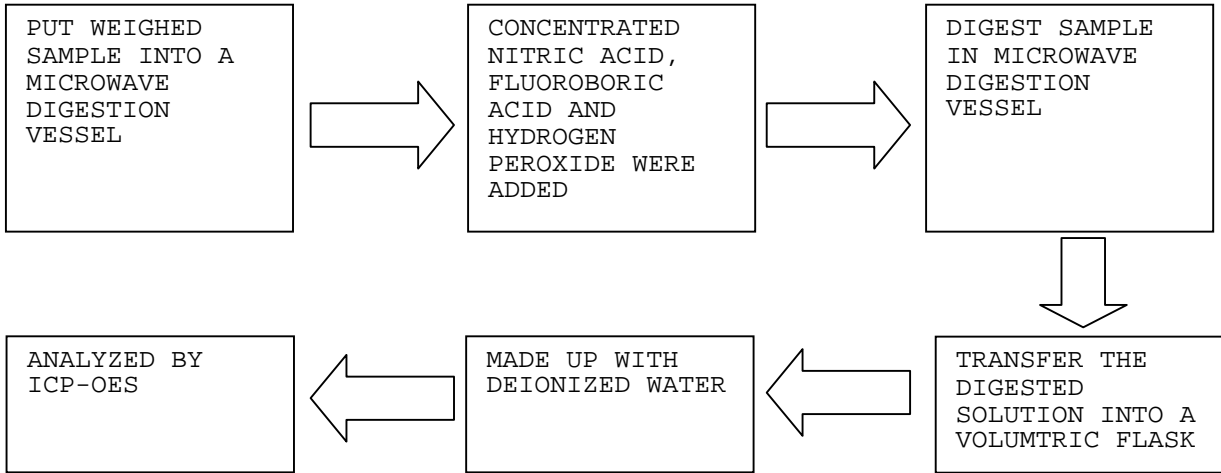 PUT WEIGHED
SAMPLE INTO A
MICROWAVE
DIGESTION
VESSEL
CONCENTRATED
NITRIC ACID,
FLUOROBORIC
ACID AND
HYDROGEN
PEROXIDE WERE
ADDED
DIGEST SAMPLE
IN MICROWAVE
DIGESTION
VESSEL
TRANSFER THE
DIGESTED
SOLUTION INTO A
VOLUMTRIC FLASK
MADE UP WITH
DEIONIZED WATER
ANALYZED BY
ICP-OES